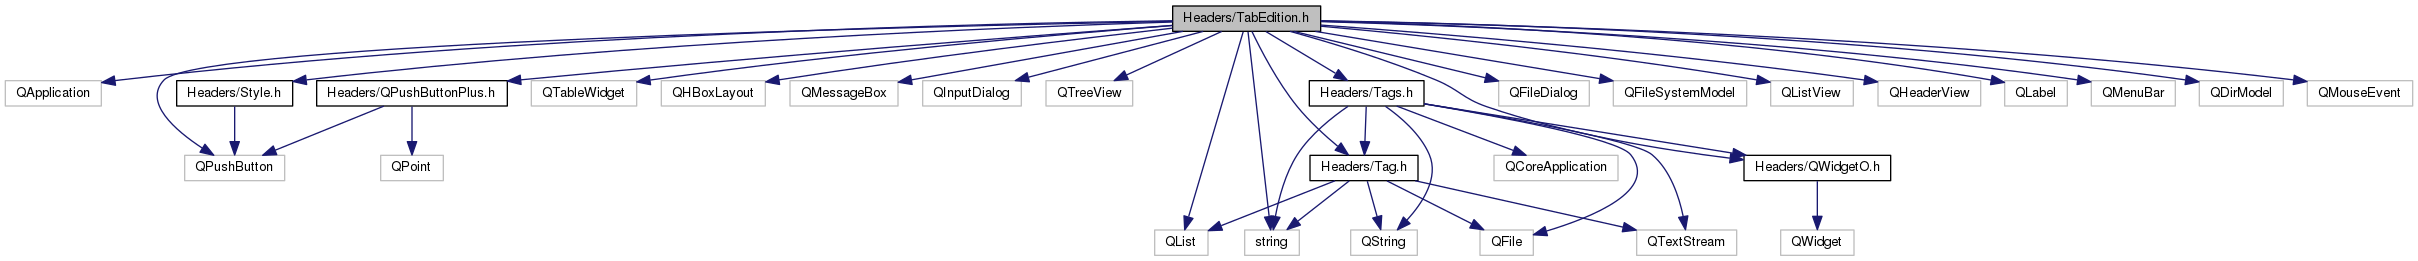 Headers/TabEdition.h
QApplication
Headers/Style.h
Headers/QPushButtonPlus.h
QTableWidget
QHBoxLayout
QMessageBox
QInputDialog
QTreeView
Headers/Tags.h
QFileDialog
QFileSystemModel
QListView
QHeaderView
QLabel
QMenuBar
QDirModel
QMouseEvent
QPushButton
QPoint
Headers/Tag.h
QCoreApplication
Headers/QWidgetO.h
QList
string
QString
QFile
QTextStream
QWidget